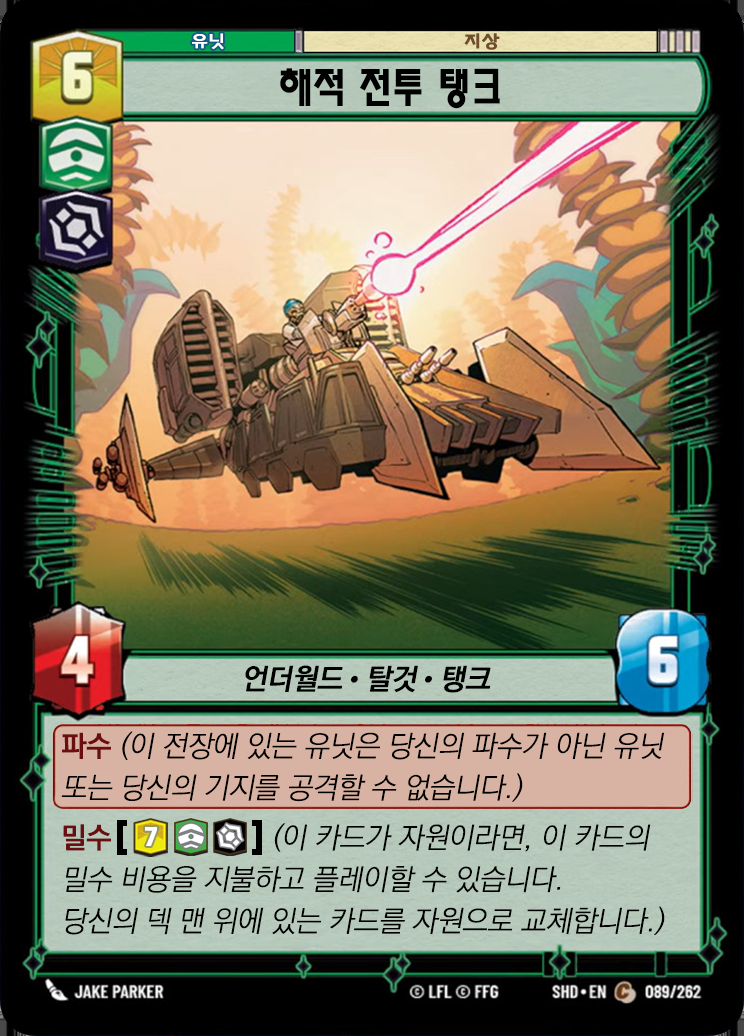 유닛
지상
6
해적 전투 탱크
4
언더월드 • 탈것 • 탱크
6
파수 (이 전장에 있는 유닛은 당신의 파수가 아닌 유닛
또는 당신의 기지를 공격할 수 없습니다.)
밀수 [7] (이 카드가 자원이라면, 이 카드의
밀수 비용을 지불하고 플레이할 수 있습니다.
당신의 덱 맨 위에 있는 카드를 자원으로 교체합니다.)
JAKE PARKER
© LFL © FFG
SHD • EN C 089/262